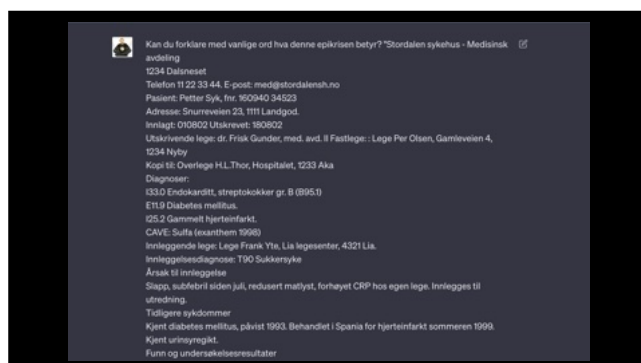 Kan du forklare med vanlige ord hva denne epikrisen betyr? "Stordalen sykehus - Medisinsk
avdeling
1234 Dalsneset
Telefon 11 22 33 44. E-post: med@stordalensh.no
Pasient: Petter Syk, fnr. 160940 34523
Adresse: Snurreveien 23, 1111 Landgod.
Innlagt: 010802 Utskrevet: 180802
Utskrivende lege: dr. Frisk Gunder, med. avd. II Fastlege: : Lege Per Olsen, Gamleveien 4,
1234 Nyby
Kopi til: Overlege H.L.Thor, Hospitalet, 1233 Aka
Diagnoser:
I33.0 Endokarditt, streptokokker gr. B (B95.1)
E11.9 Diabetes mellitus.
I25.2 Gammelt hjerteinfarkt.
CAVE: Sulfa (exanthem 1998)
Innleggende lege: Lege Frank Yte, Lia legesenter, 4321 Lia.
Innleggelsesdiagnose: T90 Sukkersyke
Årsak til innleggelse
Slapp, subfebril siden juli, redusert matlyst, forhøyet CRP hos egen lege. Innlegges til
utredning.
Tidligere sykdommer
Kjent diabetes mellitus, påvist 1993. Behandlet i Spania for hjerteinfarkt sommeren 1999.
Kjent urinsyregikt.
Funn og undersøkelsesresultater